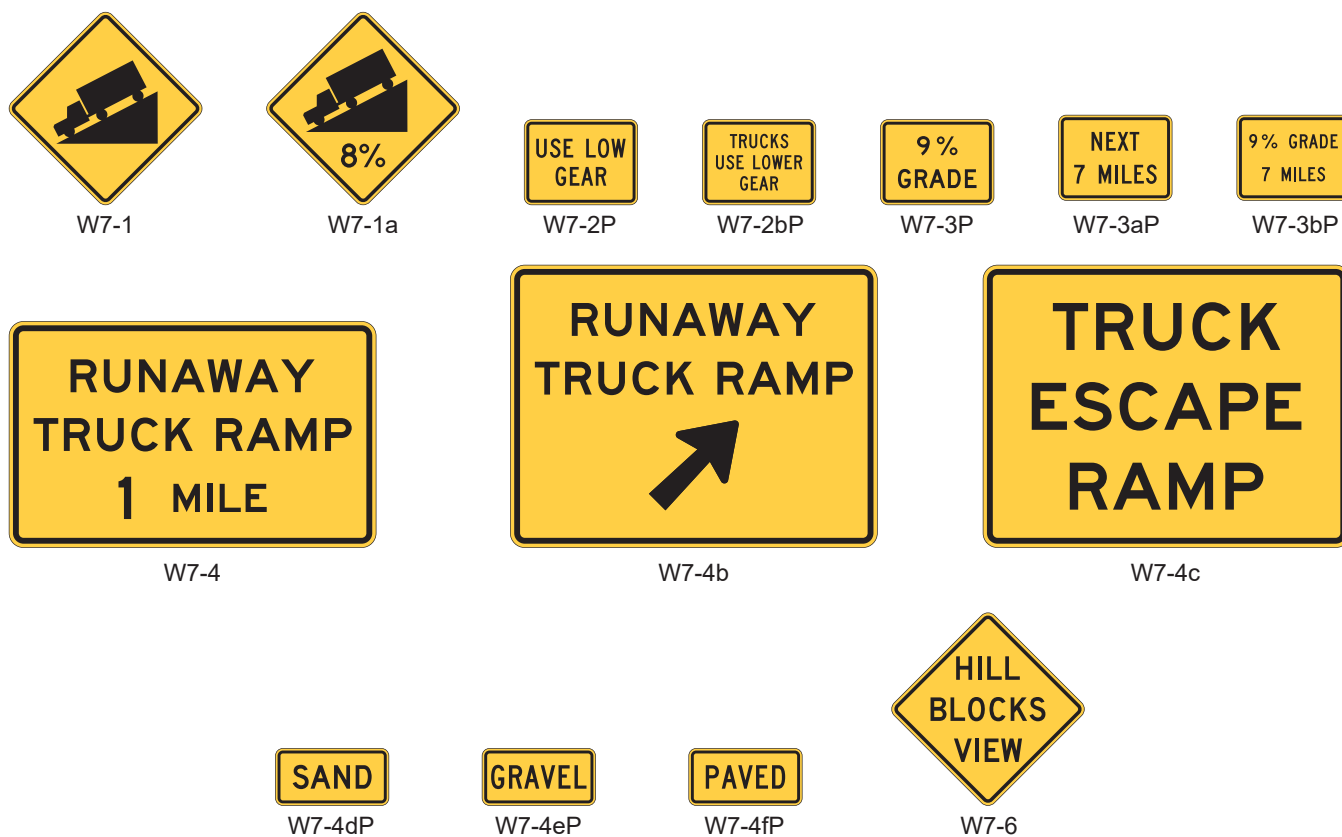 8%
W7-1
W7-1a
USE LOW
GEAR
W7-2P
TRUCKS
USE LOWER
GEAR
W7-2bP
9%
GRADE
W7-3P
NEXT
7 MILES
W7-3aP
9% GRADE
7 MILES
W7-3bP
RUNAWAY
TRUCK RAMP
1 MILE
W7-4
RUNAWAY
TRUCK RAMP
W7-4b
TRUCK
ESCAPE
RAMP
W7-4c
SAND
W7-4dP
GRAVEL
W7-4eP
PAVED
W7-4fP
HILL
BLOCKS
VIEW
W7-6